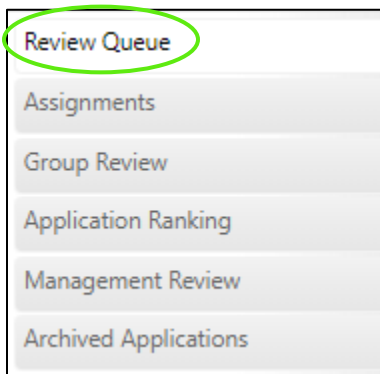 Review Queue
Assignments
Group Review
Application Ranking
Management Review
Archived Applications